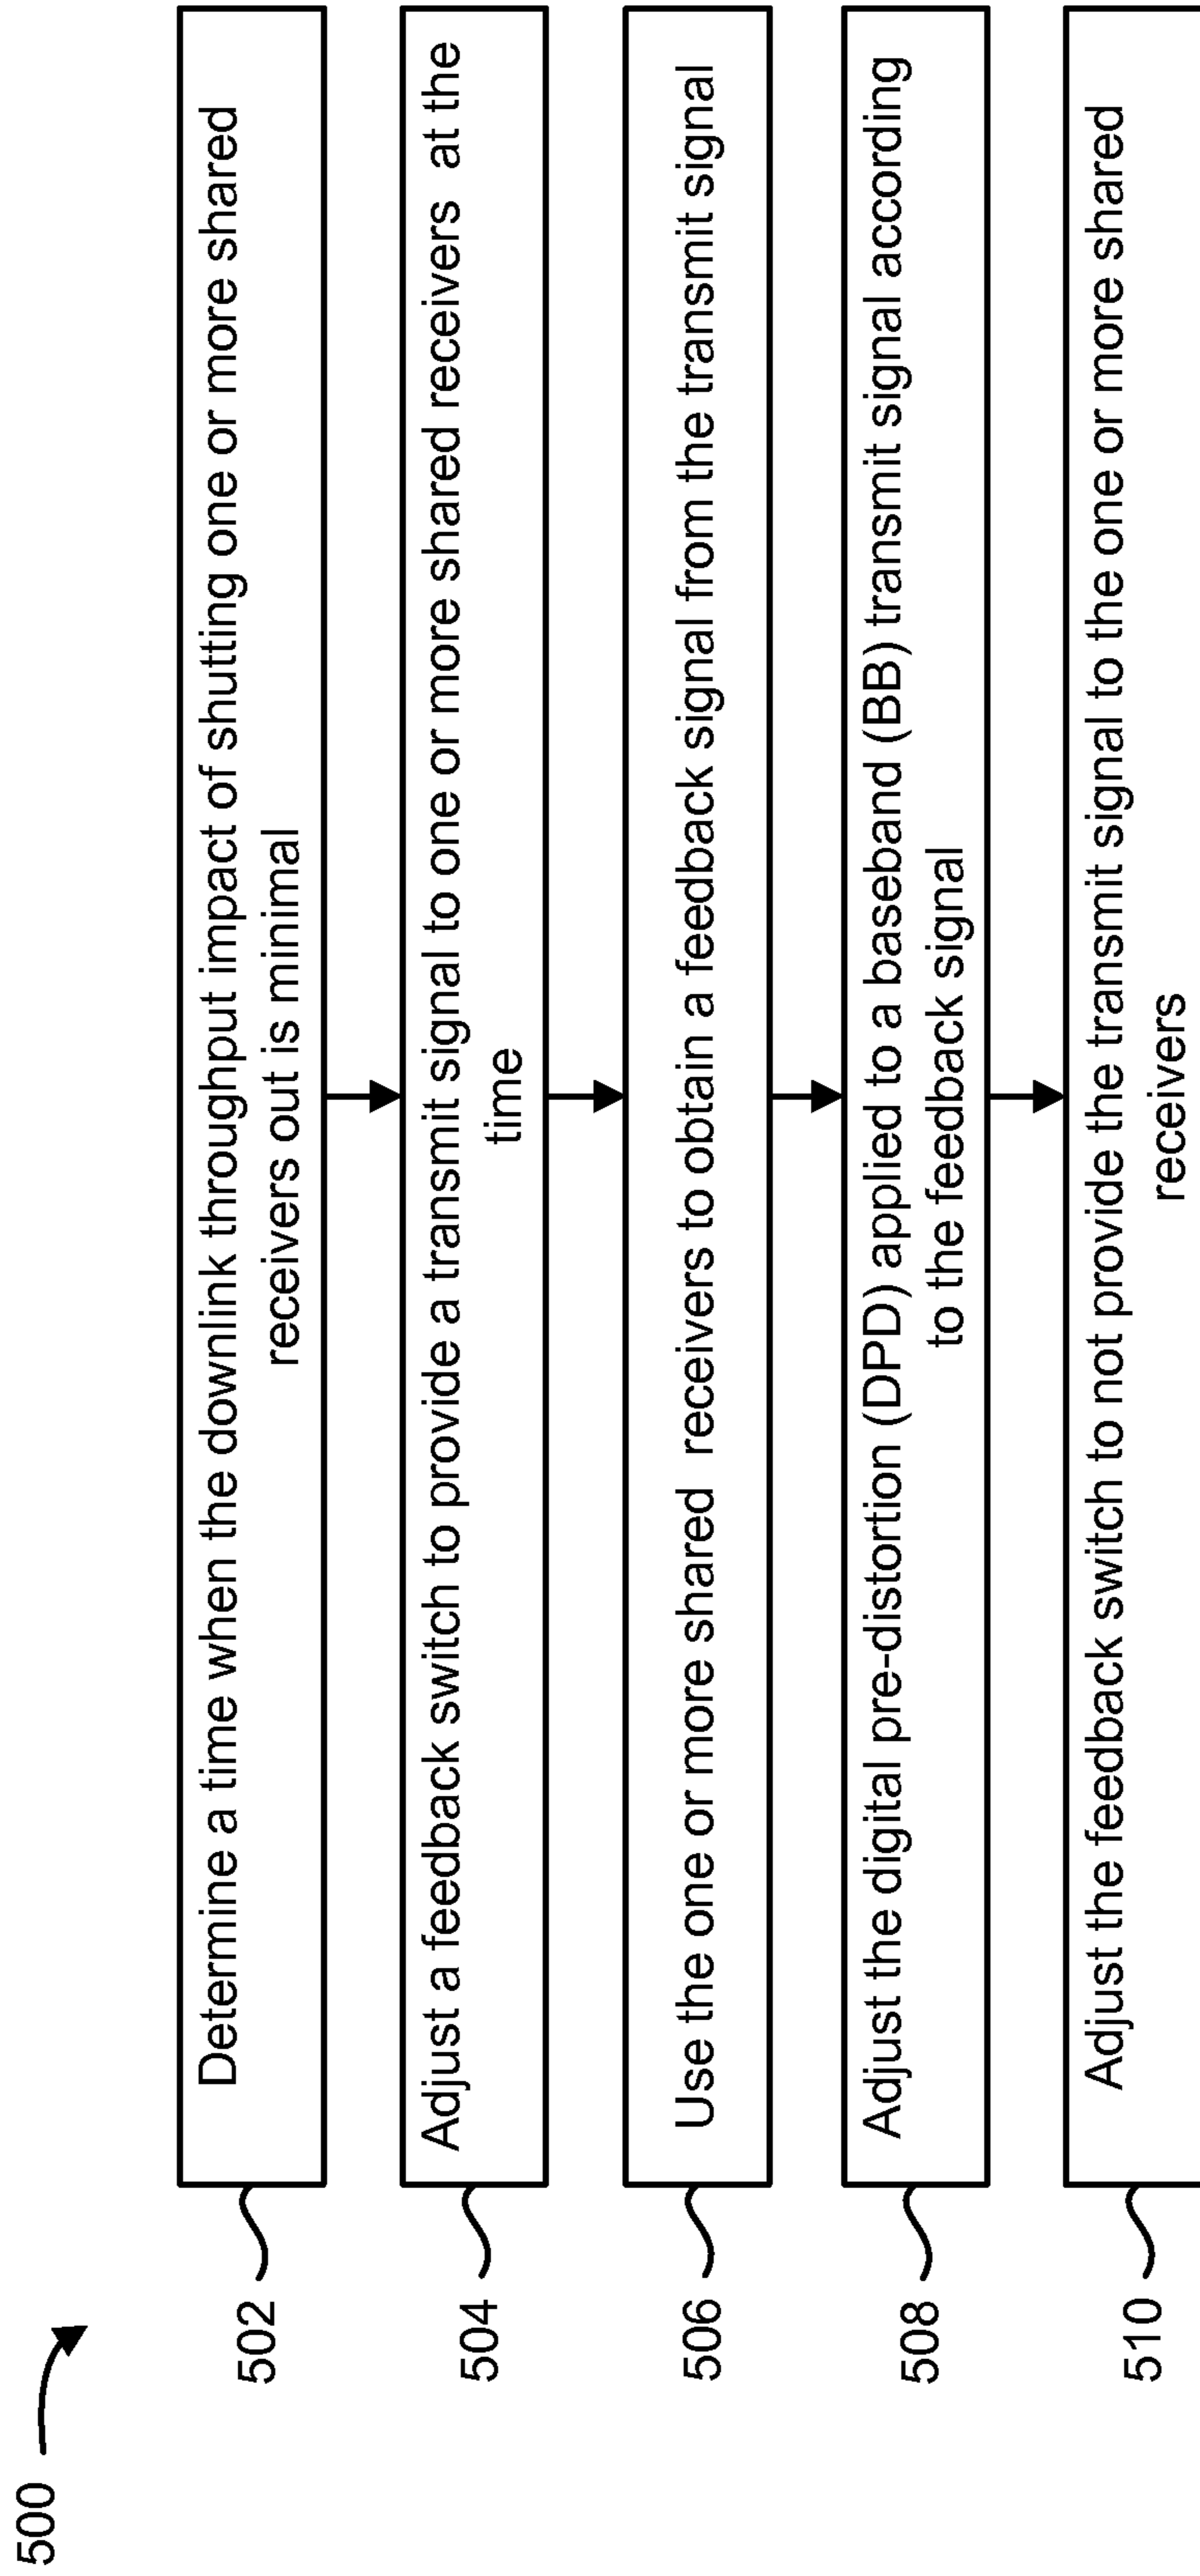 500
502
Determine a time when the downlink throughput impact of shutting one or more shared
receivers out is minimal
504
Adjust a feedback switch to provide a transmit signal to one or more shared receivers at the
time
506
Use the one or more shared receivers to obtain a feedback signal from the transmit signal
508
Adjust the digital pre-distortion (DPD) applied to a baseband (BB) transmit signal according
to the feedback signal
510
Adjust the feedback switch to not provide the transmit signal to the one or more shared
receivers